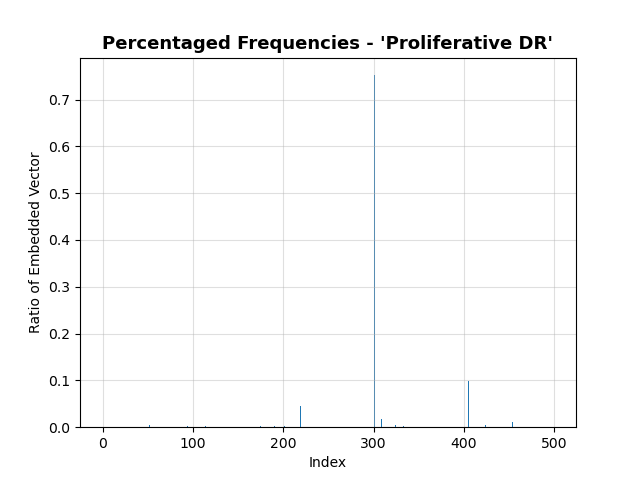 Percentaged Frequencies - 'Proliferative DR'
Ratio of Embedded Vector
0.7
0.6
0.5
0.4
0.3
0.2
0.1
0.0
0 100 200 300 400 500
Index